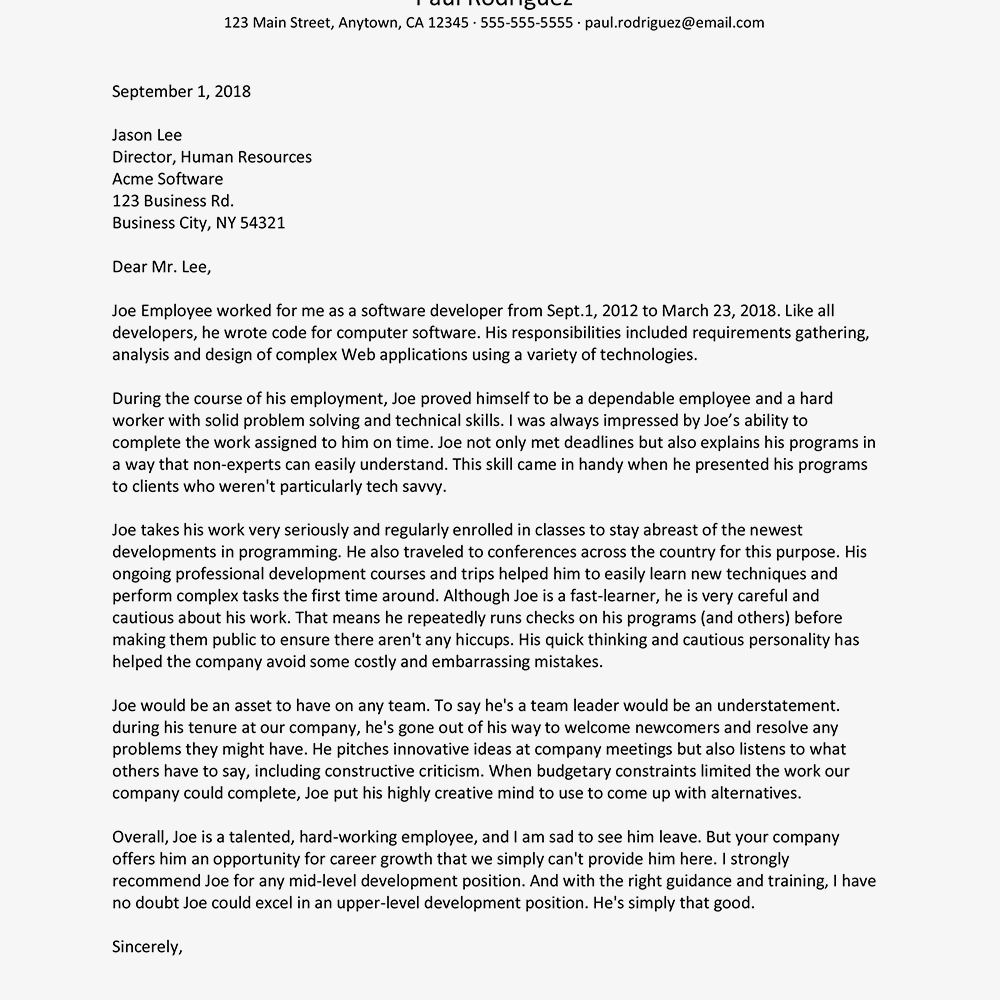 Paul Rodriguez
123 Main Street, Anytown, CA 12345 · 555-555-5555 · paul.rodriguez@email.com
September 1, 2018
Jason Lee
Director, Human Resources
Acme Software
123 Business Rd.
Business City, NY 54321
Dear Mr. Lee,
Joe Employee worked for me as a software developer from Sept.1, 2012 to March 23, 2018. Like all
developers, he wrote code for computer software. His responsibilities included requirements gathering,
analysis and design of complex Web applications using a variety of technologies.
During the course of his employment, Joe proved himself to be a dependable employee and a hard
worker with solid problem solving and technical skills. I was always impressed by Joe’s ability to
complete the work assigned to him on time. Joe not only met deadlines but also explains his programs in
a way that non-experts can easily understand. This skill came in handy when he presented his programs
to clients who weren't particularly tech savvy.
Joe takes his work very seriously and regularly enrolled in classes to stay abreast of the newest
developments in programming. He also traveled to conferences across the country for this purpose. His
ongoing professional development courses and trips helped him to easily learn new techniques and
perform complex tasks the first time around. Although Joe is a fast-learner, he is very careful and
cautious about his work. That means he repeatedly runs checks on his programs (and others) before
making them public to ensure there aren't any hiccups. His quick thinking and cautious personality has
helped the company avoid some costly and embarrassing mistakes.
Joe would be an asset to have on any team. To say he's a team leader would be an understatement.
during his tenure at our company, he's gone out of his way to welcome newcomers and resolve any
problems they might have. He pitches innovative ideas at company meetings but also listens to what
others have to say, including constructive criticism. When budgetary constraints limited the work our
company could complete, Joe put his highly creative mind to use to come up with alternatives.
Overall, Joe is a talented, hard-working employee, and I am sad to see him leave. But your company
offers him an opportunity for career growth that we simply can't provide him here. I strongly
recommend Joe for any mid-level development position. And with the right guidance and training, I have
no doubt Joe could excel in an upper-level development position. He's simply that good.
Sincerely,